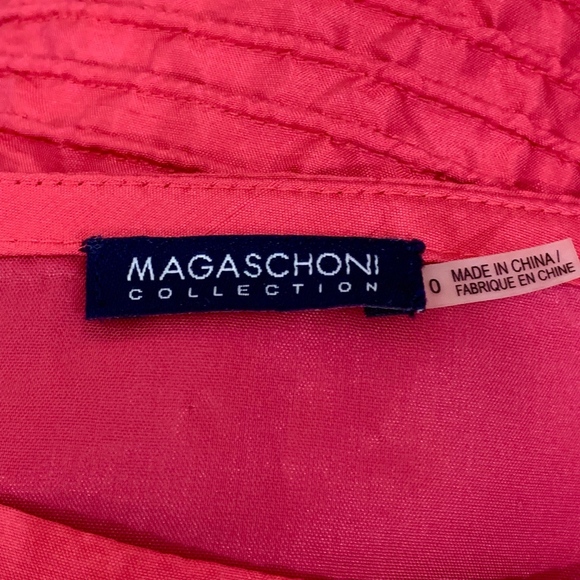 MAGASCHONI
COLLECTION
0
MADE IN CHINA/
FABRIQUE EN CHINE